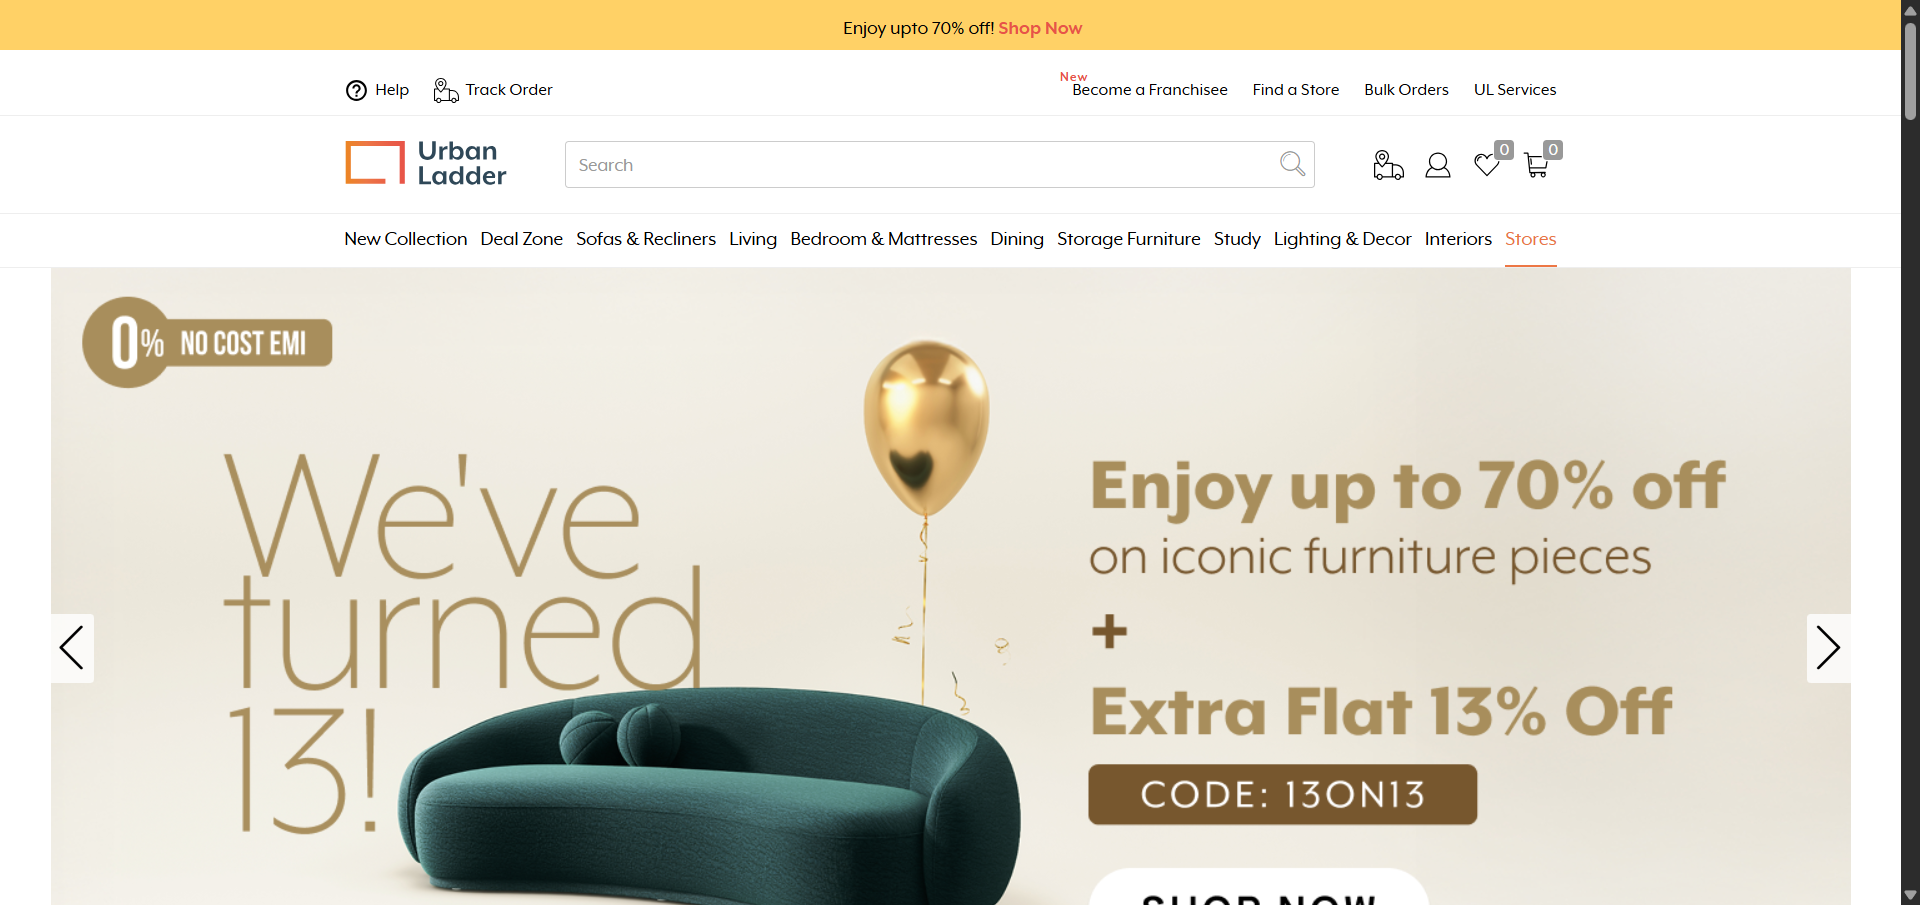 Enjoy upto 70% off! Shop Now
Help
Track Order
New
Become a Franchisee
Find a Store
Bulk Orders
UL Services
Urban
Ladder
Search
0
0
New Collection
Deal Zone
Sofas & Recliners
Living
Bedroom & Mattresses
Dining
Storage Furniture
Study
Lighting & Decor
Interiors
Stores
0% NO COST EMI
We've
turned
13!
Enjoy up to 70% off
on iconic furniture pieces
+
Extra Flat 13% Off
CODE: 13ON13
SHOP NOW